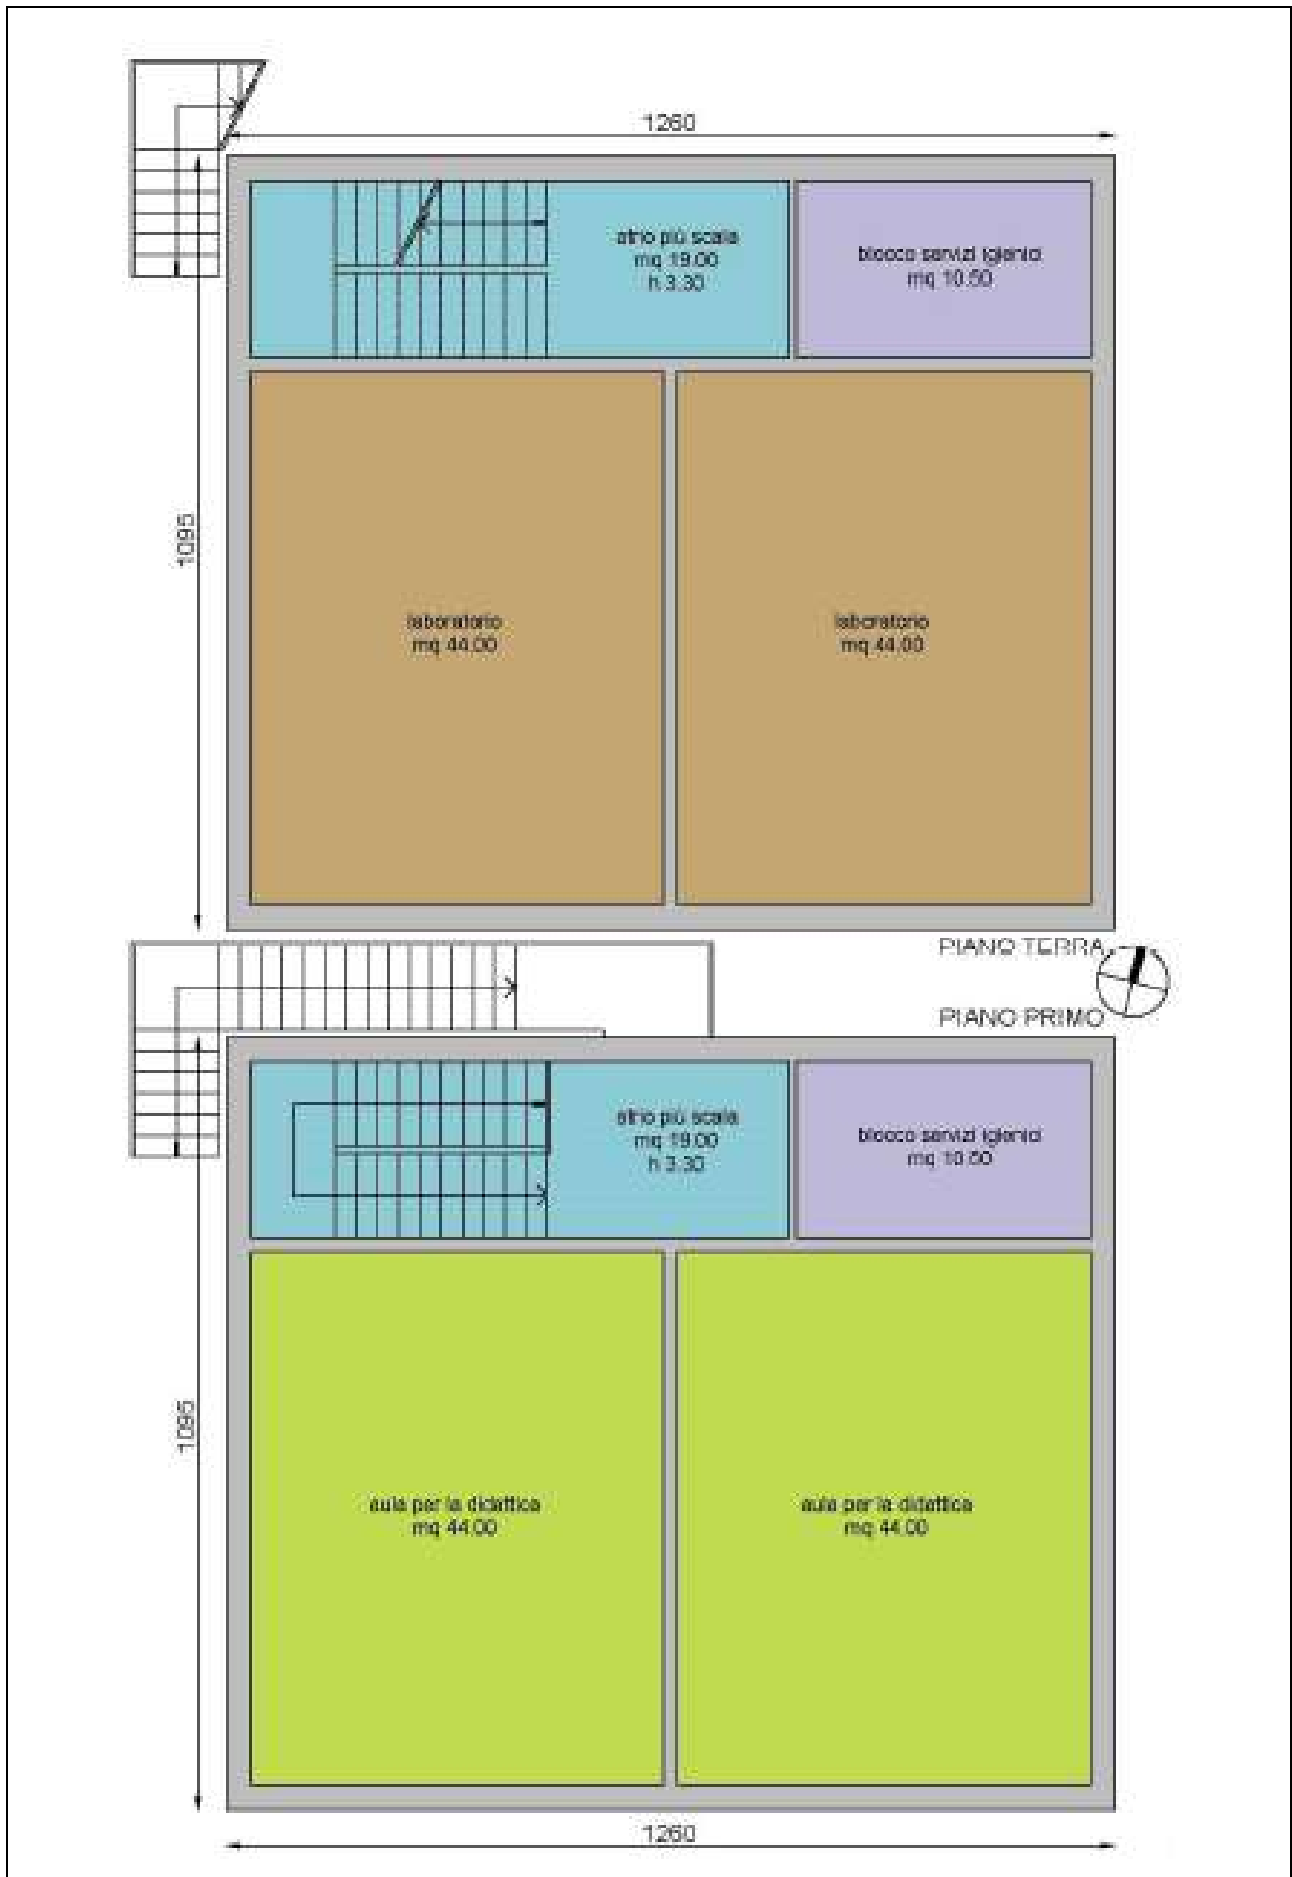 1260
atrio più scala
mq 19.00
h 3.30
blocco servizi igienici
mq 10.50
1095
laboratorio
mq 44.00
laboratorio
mq 44.00
PIANO TERRA
PIANO PRIMO
atrio più scala
mq 19.00
h 3.30
blocco servizi igienici
mq 10.50
1095
aula per la didattica
mq 44.00
aula per la didattica
mq 44.00
1260